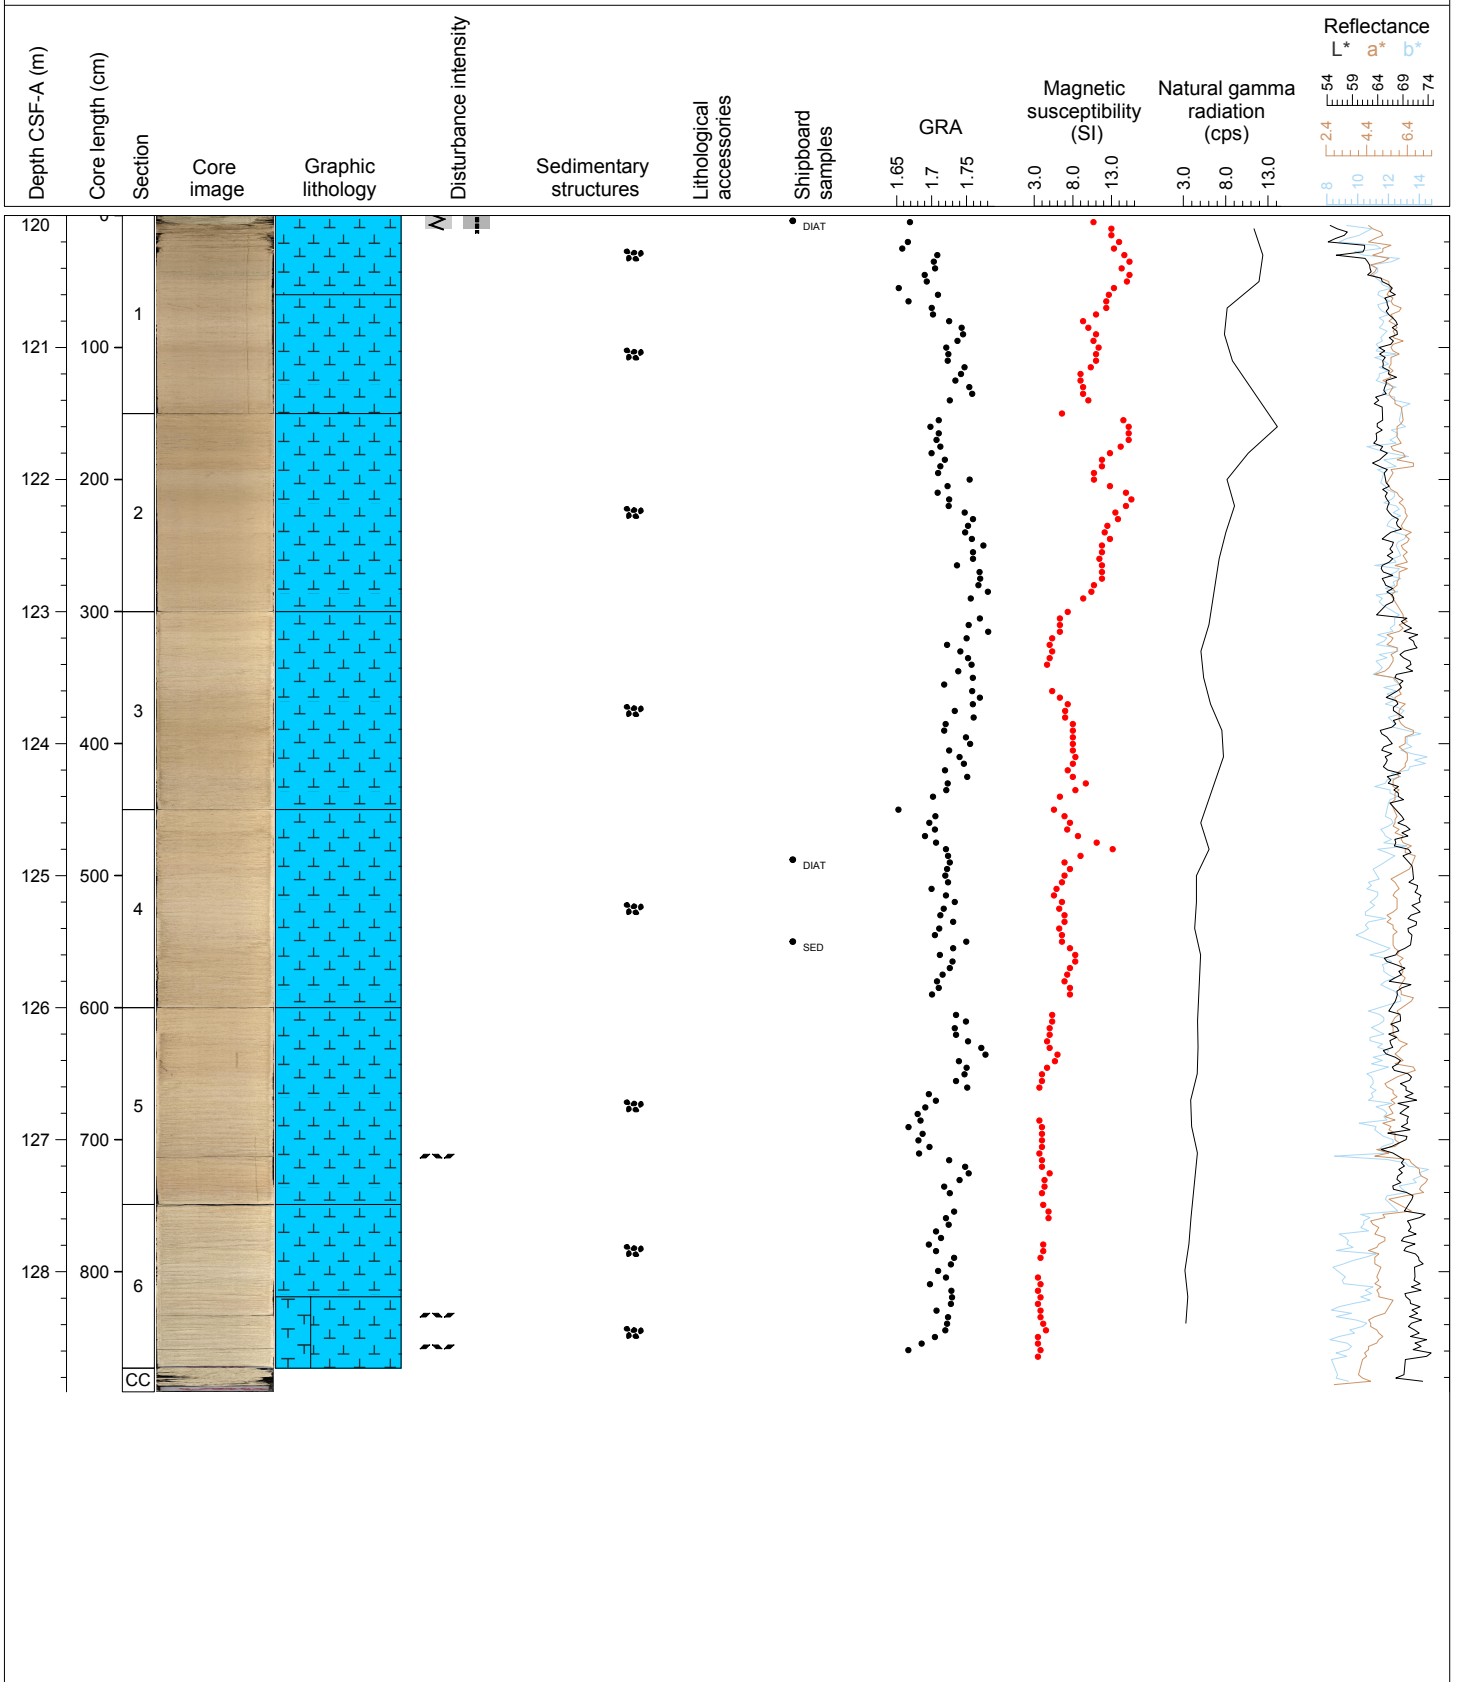 Depth CSF-A (m)
Core length (cm)
Section
Core
image
Graphic
lithology
Disturbance intensity
Sedimentary
structures
Lithological
accessories
Shipboard
samples
GRA
1.65
1.7
1.75
Magnetic
susceptibility
(SI)
3.0
8.0
13.0
Natural gamma
radiation
(cps)
3.0
8.0
13.0
Reflectance
L* a* b*
54 59 64 69 74
2.4 4.4 6.4
8 10 12 14
120
0
DIAT
1
121
100
122
200
2
123
300
3
124
400
DIAT
125
500
4
SED
126
600
5
127
700
128
800
6
CC